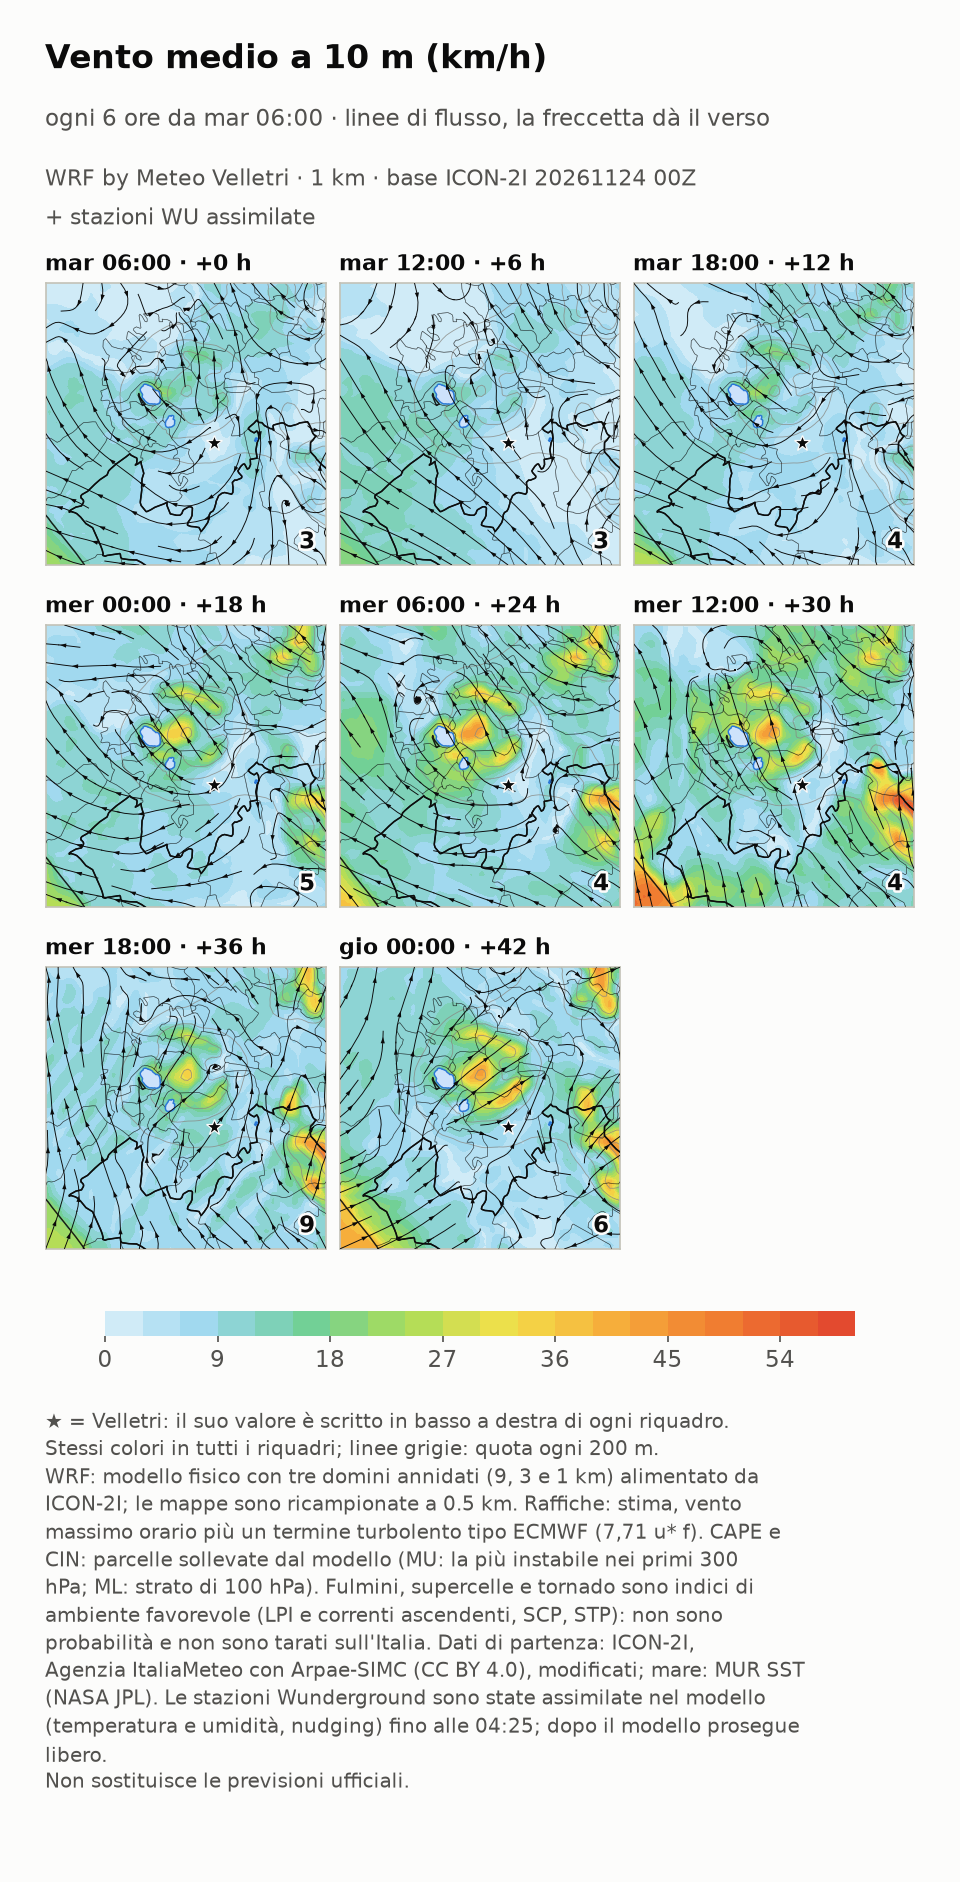 Vento medio a 10 m (km/h)
ogni 6 ore da mar 06:00 · linee di flusso, la freccetta dà il verso
WRF by Meteo Velletri · 1 km · base ICON-2I 20261124 00Z
+ stazioni WU assimilate
mar 06:00 · +0 h
mar 12:00 · +6 h
mar 18:00 · +12 h
3
3
4
mer 00:00 · +18 h
mer 06:00 · +24 h
mer 12:00 · +30 h
5
4
4
mer 18:00 · +36 h
gio 00:00 · +42 h
9
6
0 9 18 27 36 45 54
★ = Velletri: il suo valore è scritto in basso a destra di ogni riquadro.
Stessi colori in tutti i riquadri; linee grigie: quota ogni 200 m.
WRF: modello fisico con tre domini annidati (9, 3 e 1 km) alimentato da
ICON-2I; le mappe sono ricampionate a 0.5 km. Raffiche: stima, vento
massimo orario più un termine turbolento tipo ECMWF (7,71 u* f). CAPE e
CIN: parcelle sollevate dal modello (MU: la più instabile nei primi 300
hPa; ML: strato di 100 hPa). Fulmini, supercelle e tornado sono indici di
ambiente favorevole (LPI e correnti ascendenti, SCP, STP): non sono
probabilità e non sono tarati sull'Italia. Dati di partenza: ICON-2I,
Agenzia ItaliaMeteo con Arpae-SIMC (CC BY 4.0), modificati; mare: MUR SST
(NASA JPL). Le stazioni Wunderground sono state assimilate nel modello
(temperatura e umidità, nudging) fino alle 04:25; dopo il modello prosegue
libero.
Non sostituisce le previsioni ufficiali.